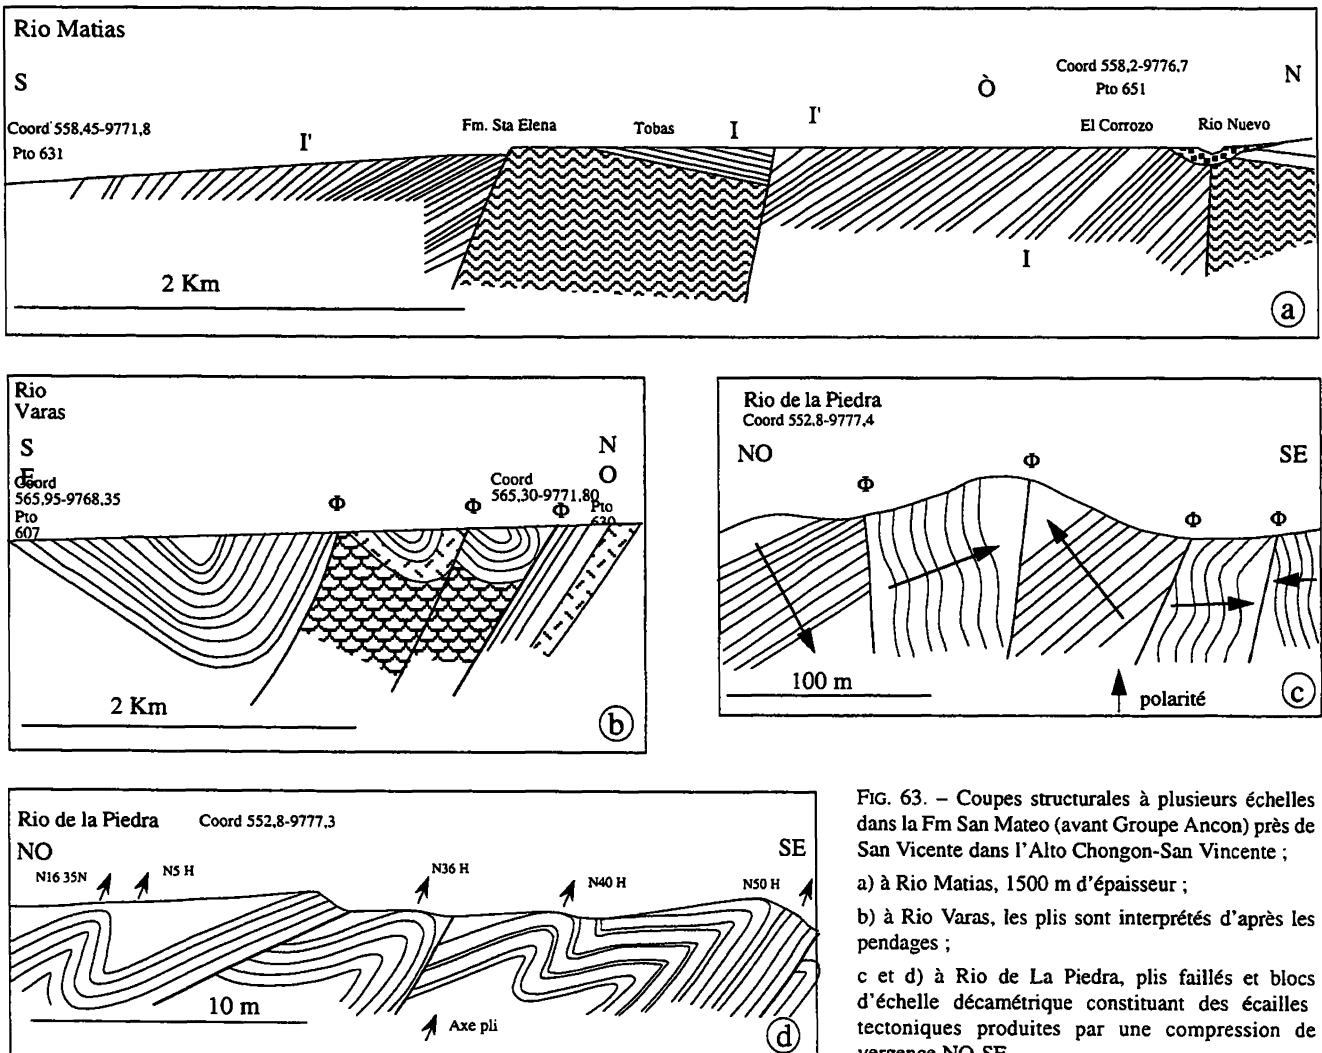 Rio Matias
S
N
Coord 558,45-9771,8
Pto 631
I'
Fm. Sta Elena
Tobas
I
I'
Ò
Coord 558,2-9776,7
Pto 651
El Corrozo
Rio Nuevo
I
2 Km
a
Rio
Varas
S
E
N
O
Coord
565,95-9768,35
Pto
607
Φ
Φ
Coord
565,30-9771,80
Φ
Pto
630
2 Km
b
Rio de la Piedra
Coord 552,8-9777,4
NO
SE
Φ
Φ
Φ
Φ
100 m
polarité
c
Rio de la Piedra
Coord 552,8-9777,3
NO
SE
N16 35N
N5 H
N36 H
N40 H
N50 H
10 m
Axe pli
d
FIG. 63. – Coupes structurales à plusieurs échelles
dans la Fm San Mateo (avant Groupe Ancon) près de
San Vicente dans l'Alto Chongon-San Vincente ;
a) à Rio Matias, 1500 m d'épaisseur ;
b) à Rio Varas, les plis sont interprétés d'après les
pendages ;
c et d) à Rio de La Piedra, plis faillés et blocs
d'échelle décamétrique constituant des écailles
tectoniques produites par une compression de
vergence NO-SE